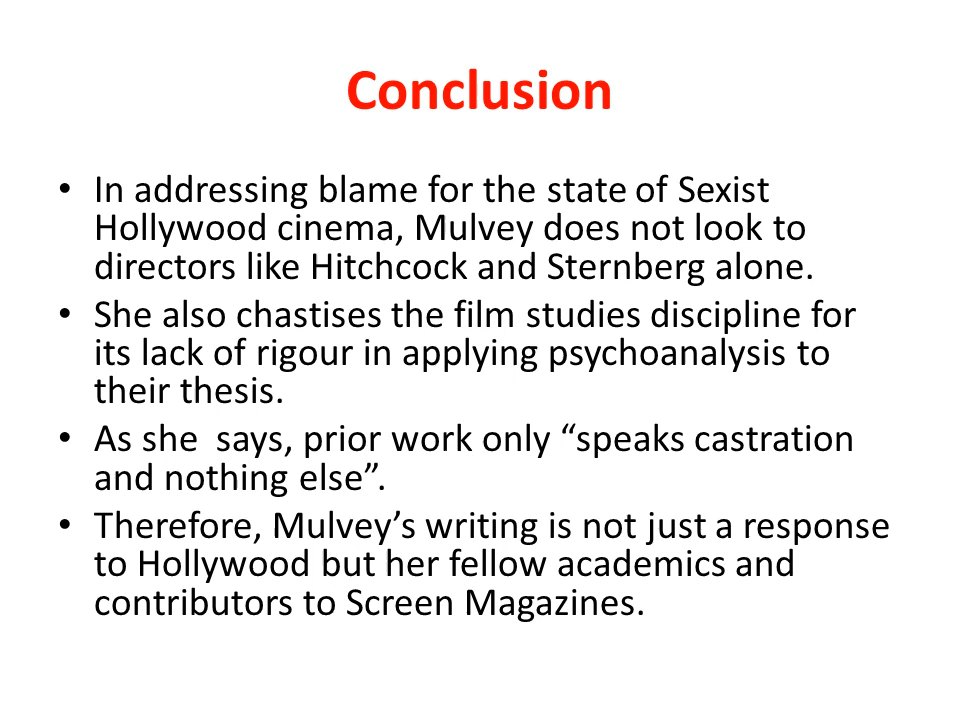 Conclusion
• In addressing blame for the state of Sexist
Hollywood cinema, Mulvey does not look to
directors like Hitchcock and Sternberg alone.
• She also chastises the film studies discipline for
its lack of rigour in applying psychoanalysis to
their thesis.
• As she  says, prior work only “speaks castration
and nothing else”.
• Therefore, Mulvey’s writing is not just a response
to Hollywood but her fellow academics and
contributors to Screen Magazines.